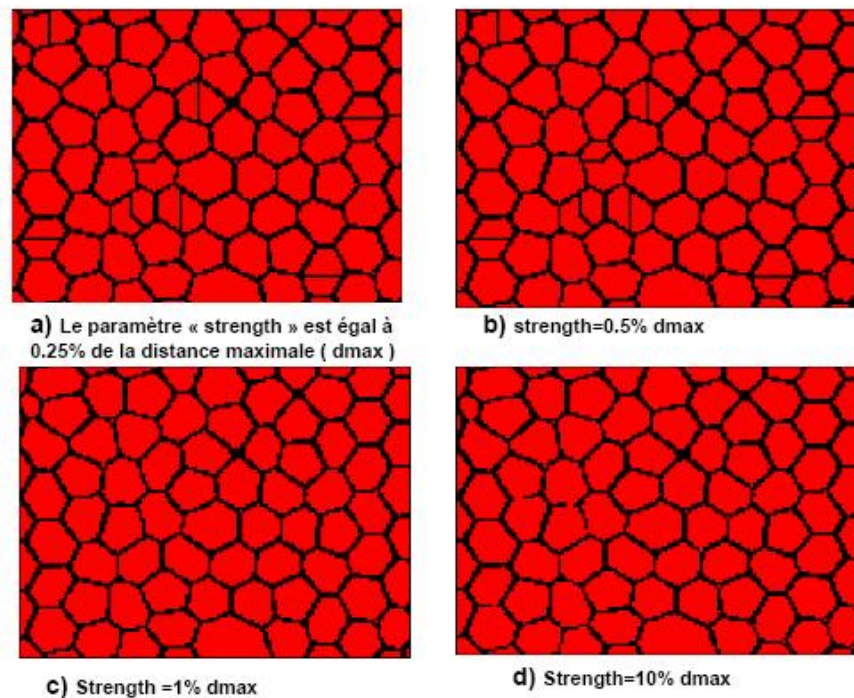 a) Le paramètre « strength » est égal à
0.25% de la distance maximale ( dmax )
b) strength=0.5% dmax
c) Strength =1% dmax
d) Strength=10% dmax